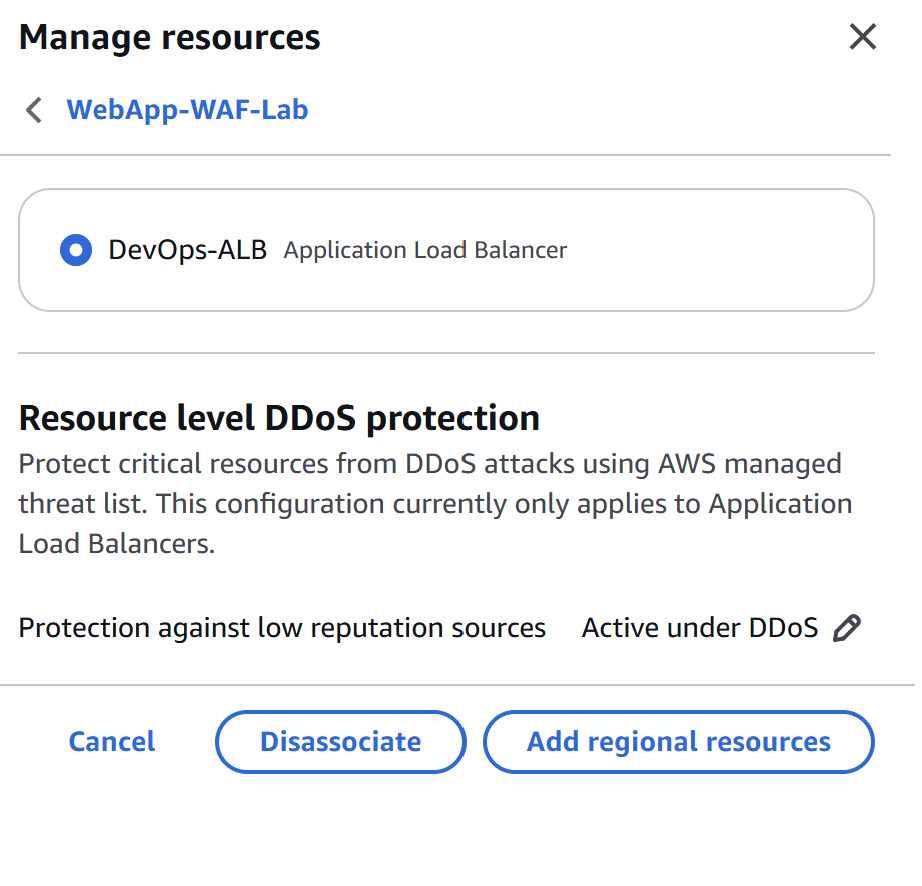 Manage resources
WebApp-WAF-Lab
DevOps-ALB Application Load Balancer
Resource level DDoS protection
Protect critical resources from DDoS attacks using AWS managed
threat list. This configuration currently only applies to Application
Load Balancers.
Protection against low reputation sources Active under DDoS
Cancel Disassociate Add regional resources